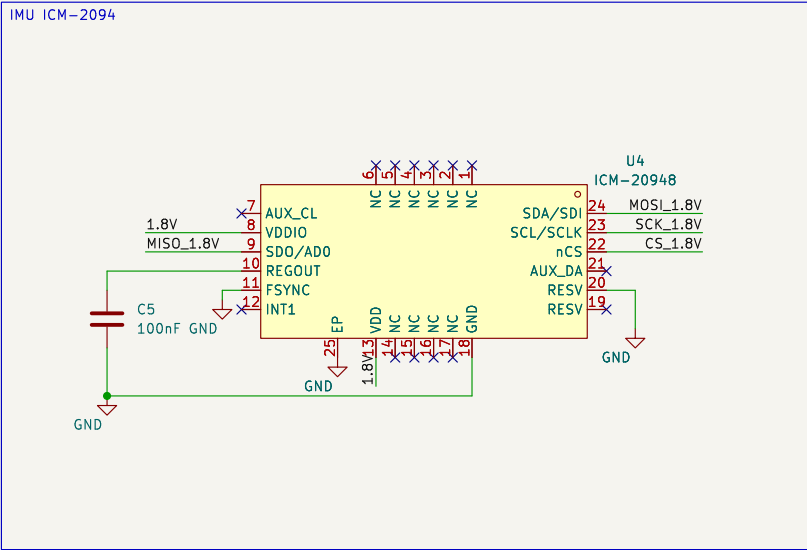 IMU ICM-2094
U4
ICM-20948
6 5 4 3 2 1
NC NC NC NC NC NC
7 AUX_CL
1.8V 8 VDDIO
MISO_1.8V 9 SDO/AD0
10 REGOUT
11 FSYNC
12 INT1
SDA/SDI 24 MOSI_1.8V
SCL/SCLK 23 SCK_1.8V
nCS 22 CS_1.8V
AUX_DA 21
RESV 20
RESV 19
C5
100nF GND
EP VDD NC NC NC NC GND
25 13 14 15 16 17 18
1.8V
GND
GND
GND